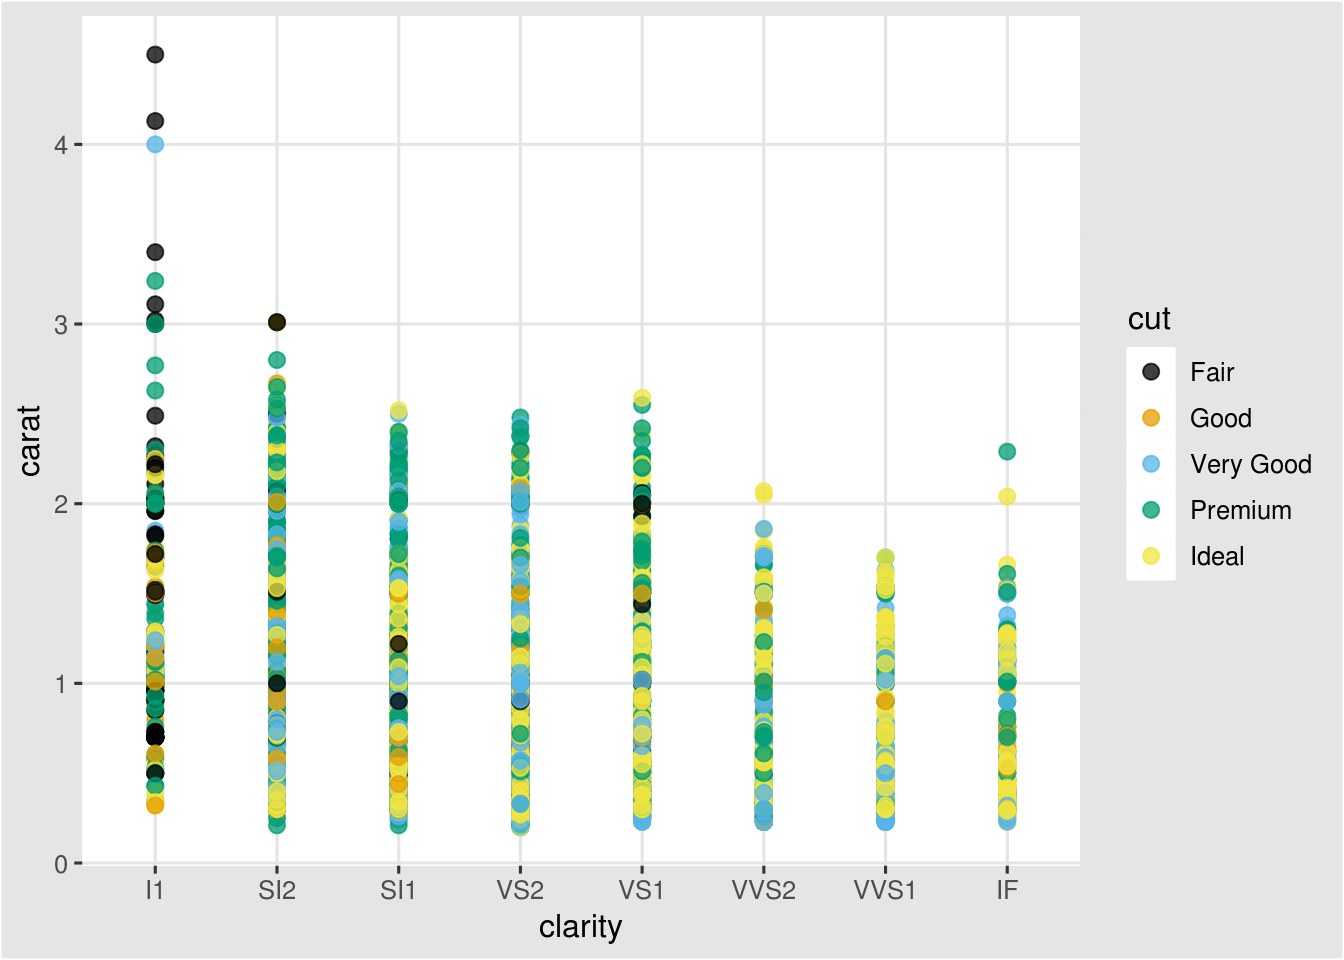 carat
4
3
2
1
0
I1 SI2 SI1 VS2 VS1 VVS2 VVS1 IF
clarity
cut
Fair
Good
Very Good
Premium
Ideal